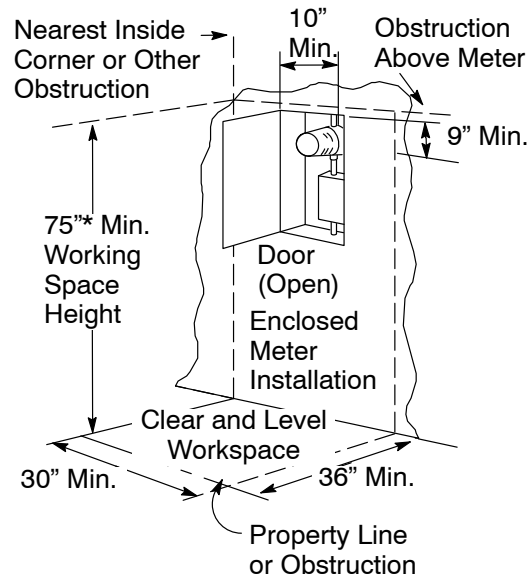 Nearest Inside
Corner or Other
Obstruction
10”
Min.
Obstruction
Above Meter
9” Min.
75”* Min.
Working
Space
Height
Door
(Open)
Enclosed
Meter
Installation
Clear and Level
Workspace
30” Min.
36” Min.
Property Line
or Obstruction